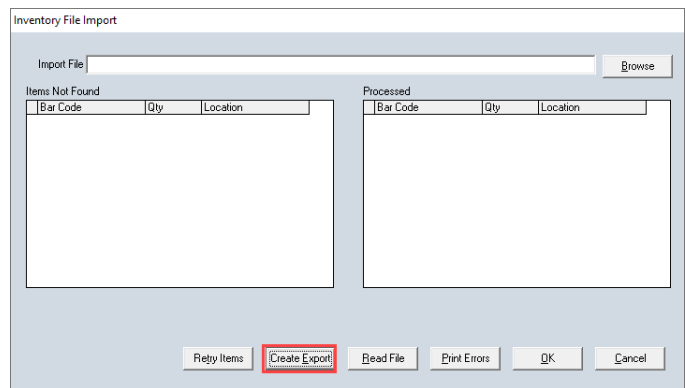 Inventory File Import
Import File
Browse
Items Not Found
Bar Code Qty Location
Processed
Bar Code Qty Location
Retry Items Create Export Read File Print Errors OK Cancel